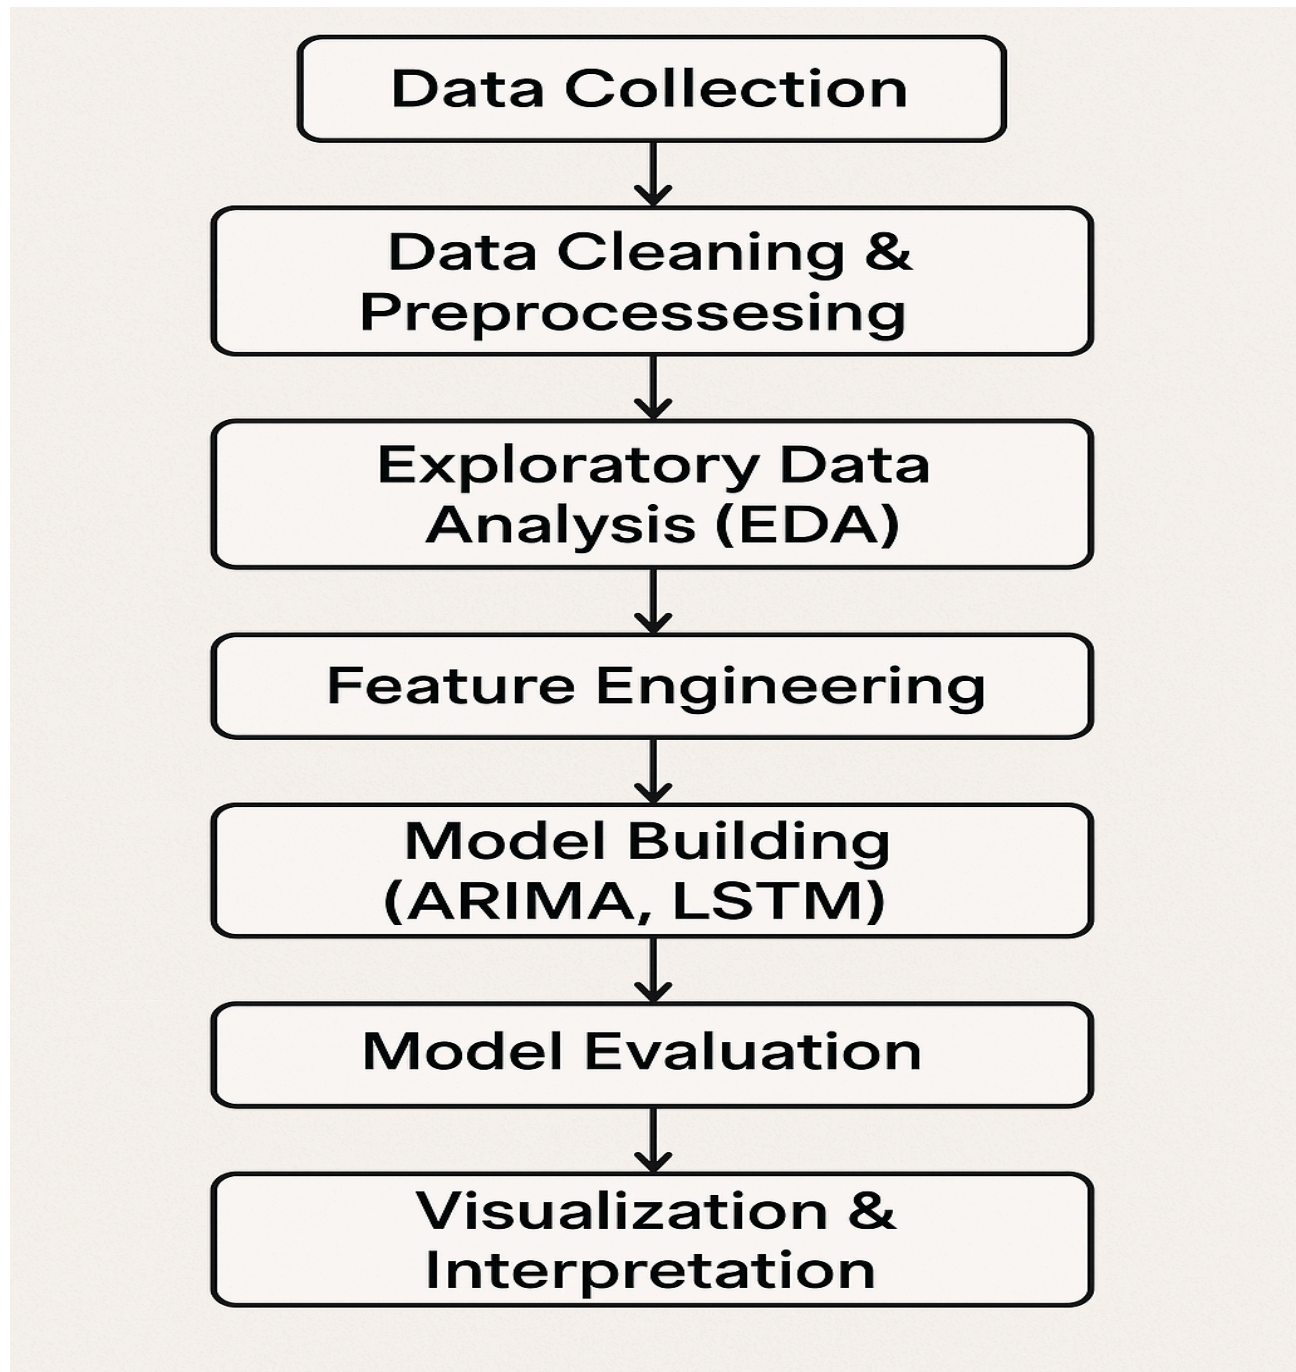 Data Collection
Data Cleaning &
Preprocessesing
Exploratory Data
Analysis (EDA)
Feature Engineering
Model Building
(ARIMA, LSTM)
Model Evaluation
Visualization &
Interpretation